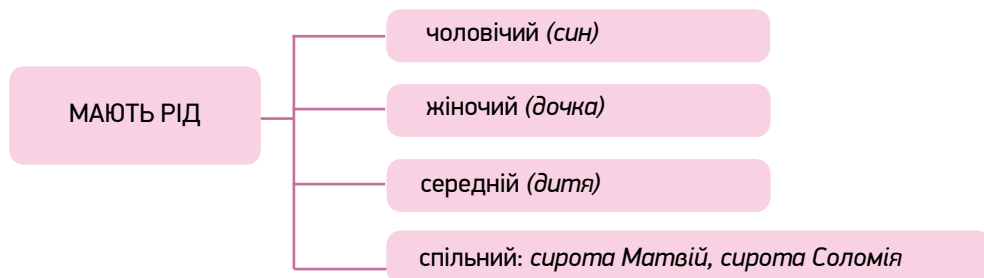 МАЮТЬ РІД
чоловічий (син)
жіночий (дочка)
середній (дитя)
спільний: сирота Матвій, сирота Соломія